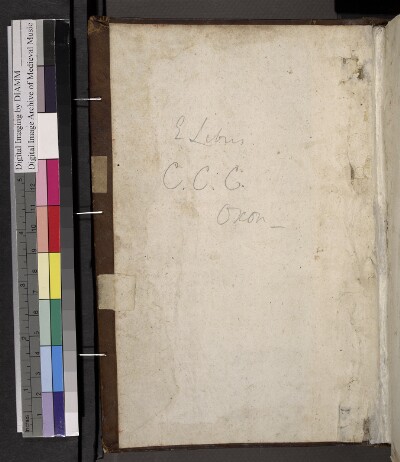 E Libris
C. C. C.
Oxon_
Digital Imaging by DIAMM
Digital Image Archive of Medieval Music